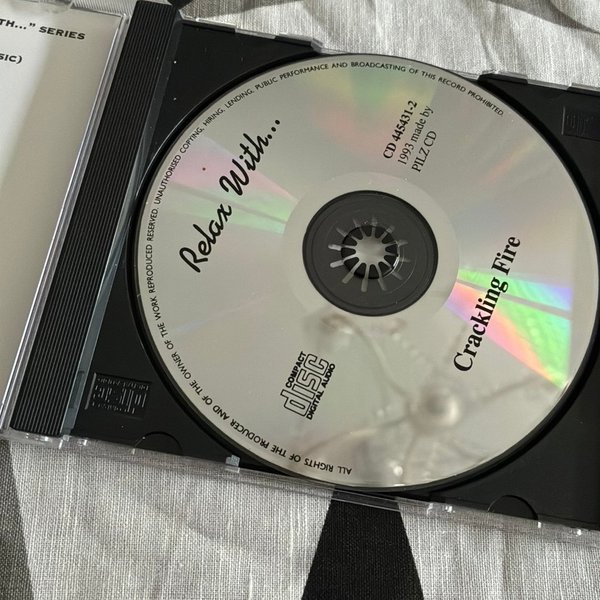 TH..." SERIES
SIC)
ALL RIGHTS OF THE PRODUCER AND OF THE OWNER OF THE WORK REPRODUCED RESERVED. UNAUTHORISED COPYING, HIRING, LENDING, PUBLIC PERFORMANCE AND BROADCASTING OF THIS RECORD PROHIBITED
Relax With...
CD 445431-2
1993 made by
PILZ CD
Crackling Fire
COMPACT
disc
DIGITAL AUDIO